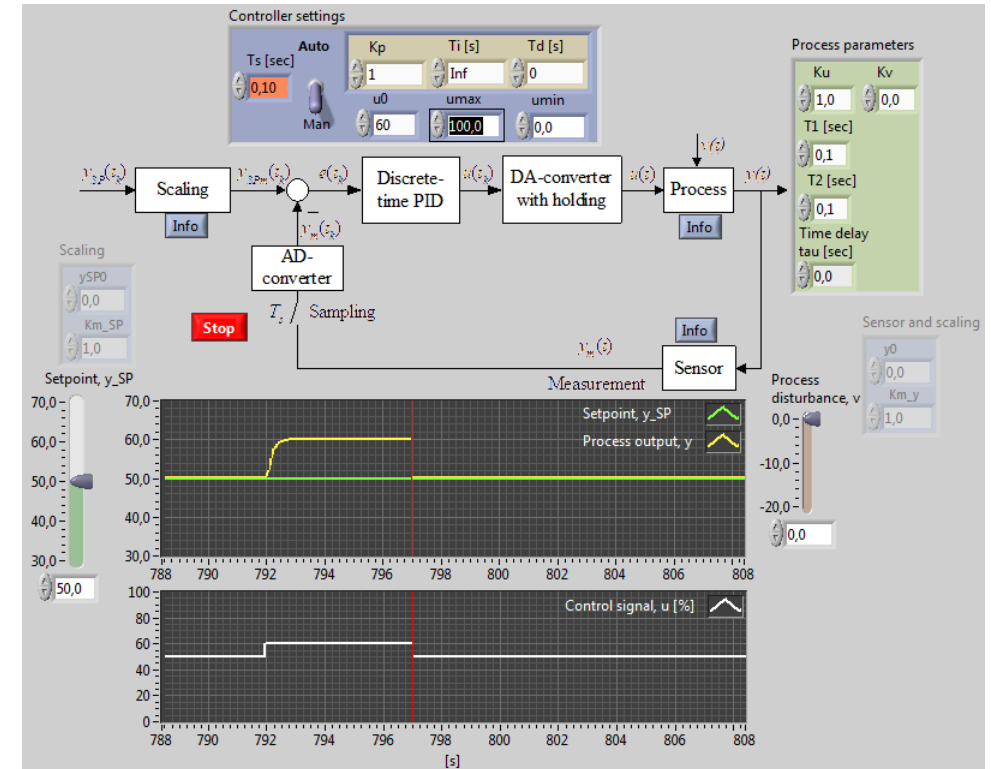 Controller settings
Ts [sec]
0,10
Auto
Man
Kp
Ti [s]
Td [s]
1
Inf
0
u0
umax
umin
60
100,0
0,0
Process parameters
Ku
Kv
1,0
0,0
T1 [sec]
0,1
T2 [sec]
0,1
Time delay
tau [sec]
0,0
Scaling
Info
e(tk)
Discrete-
time PID
u(tk)
DA-converter
with holding
u(t)
v(t)
Process
Info
y(t)
AD-
converter
Ts
Sampling
Stop
Scaling
ySP0
0,0
Km_SP
1,0
ym(t)
Measurement
Info
Sensor
Sensor and scaling
y0
0,0
Km_y
1,0
Setpoint, y_SP
70,0
60,0
50,0
40,0
30,0
50,0
70,0
60,0
50,0
40,0
30,0
Setpoint, y_SP
Process output, y
788 790 792 794 796 798 800 802 804 806 808
Process
disturbance, v
0,0
-10,0
-20,0
0,0
100
80
60
40
20
0
Control signal, u [%]
788 790 792 794 796 798 800 802 804 806 808
[s]